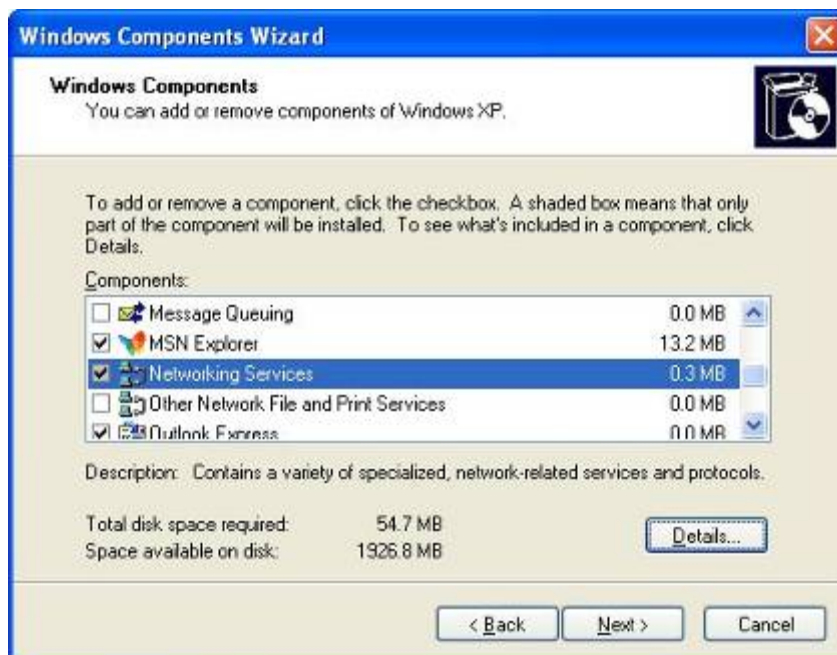 Windows Components Wizard
Windows Components
You can add or remove components of Windows XP.
To add or remove a component, click the checkbox. A shaded box means that only
part of the component will be installed. To see what's included in a component, click
Details.
Components:
Message Queuing 0.0 MB
MSN Explorer 13.2 MB
Networking Services 0.3 MB
Other Network File and Print Services 0.0 MB
Outlook Express 0.0 MB
Description: Contains a variety of specialized, network-related services and protocols.
Total disk space required: 54.7 MB
Space available on disk: 1926.8 MB
Details...
< Back Next > Cancel